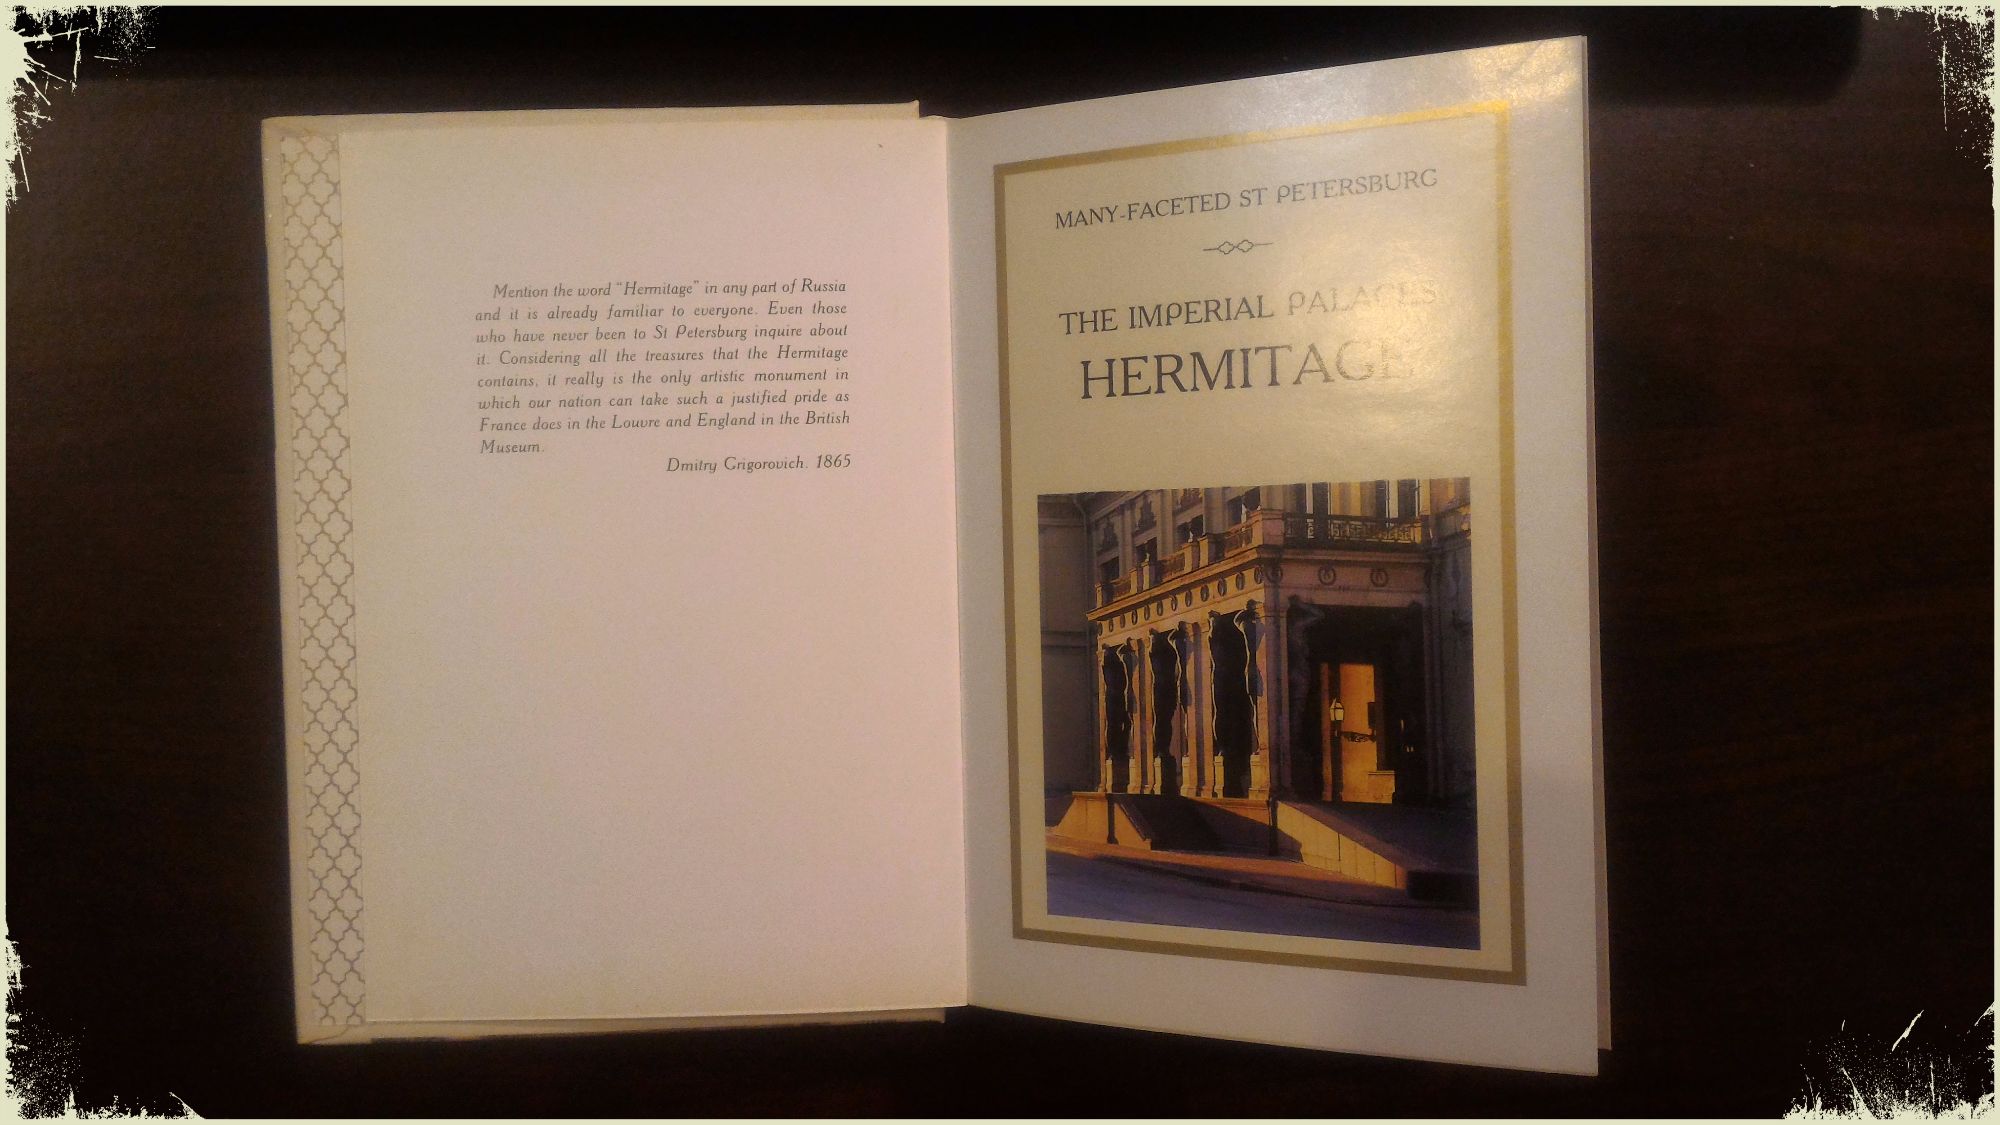 Mention the word “Hermitage” in any part of Russia
and it is already familiar to everyone. Even those
who have never been to St Petersburg inquire about
it. Considering all the treasures that the Hermitage
contains, it really is the only artistic monument in
which our nation can take such a justified pride as
France does in the Louvre and England in the British
Museum.
Dmitry Grigorovich. 1865
MANY-FACETED ST PETERSBURG
THE IMPERIAL PALACES
HERMITAGE